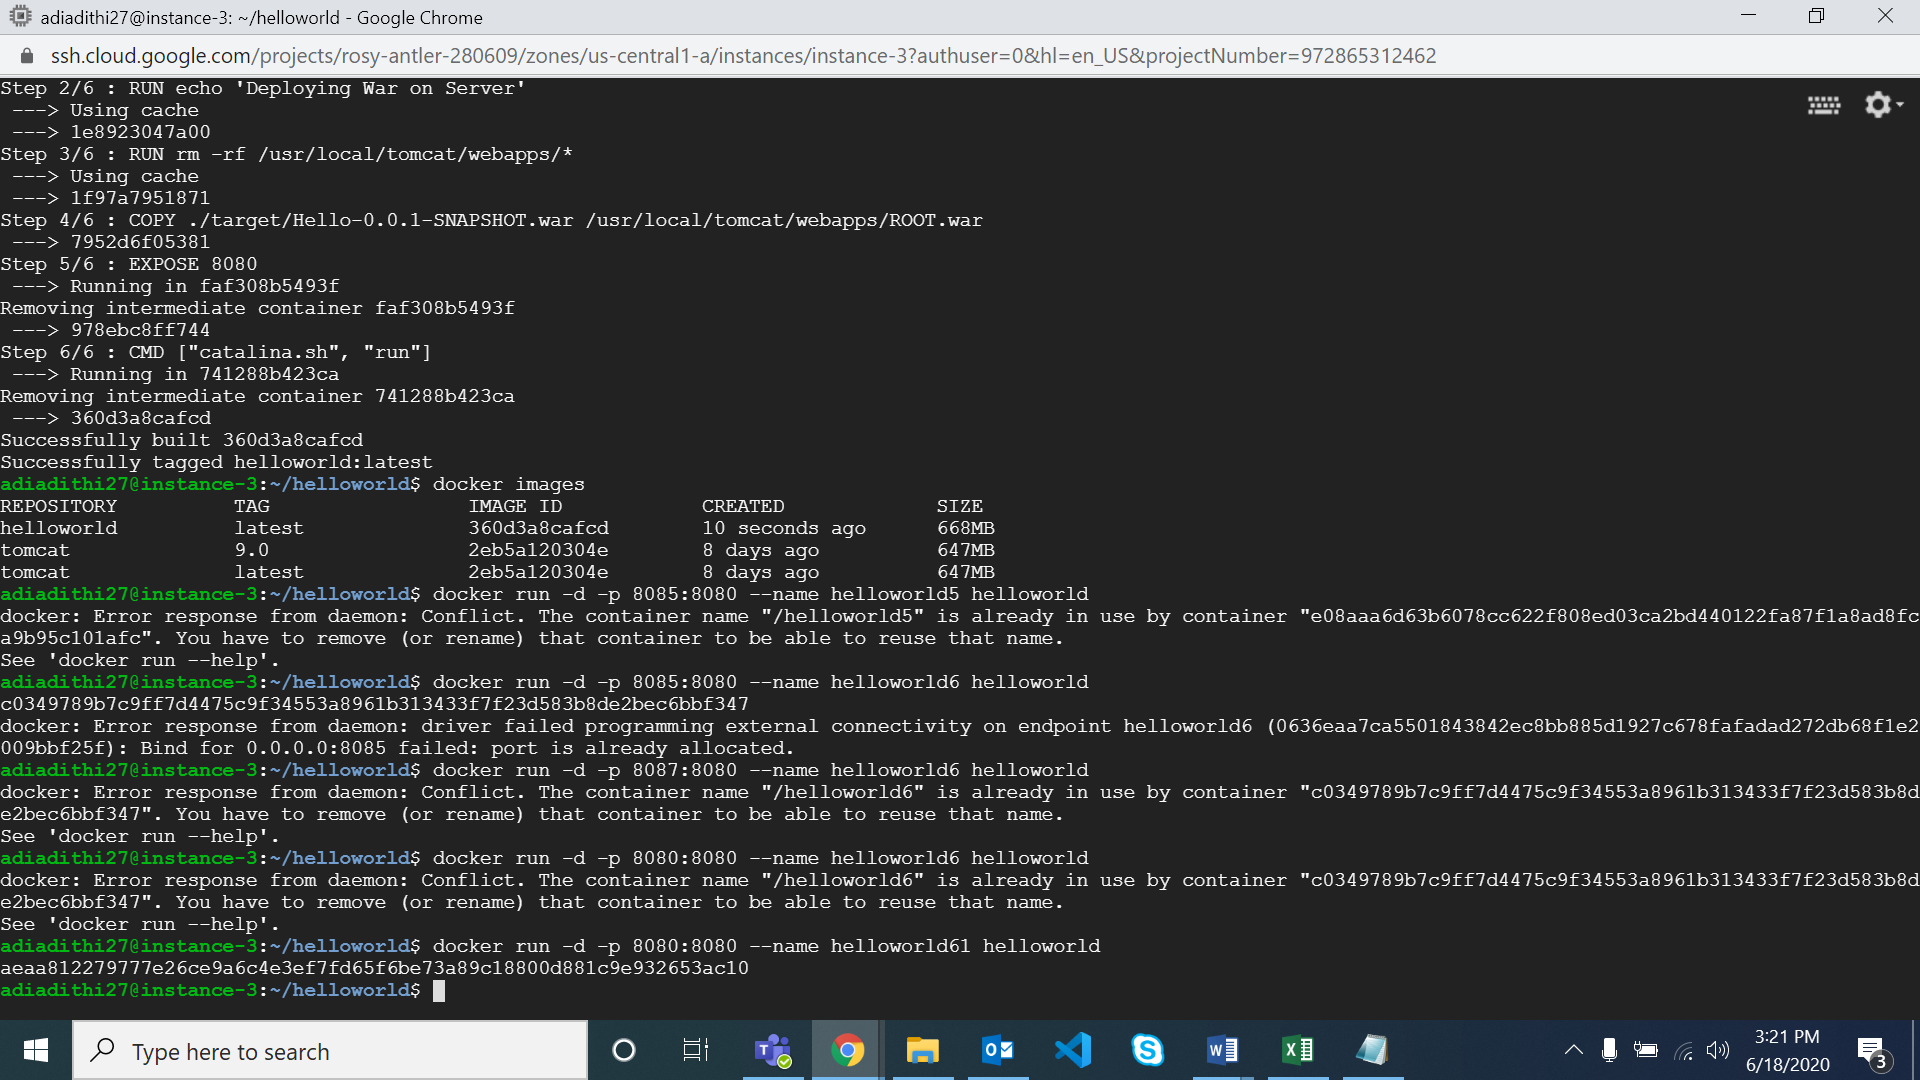 adiadithi27@instance-3: ~/helloworld - Google Chrome
ssh.cloud.google.com/projects/rosy-antler-280609/zones/us-central1-a/instances/instance-3?authuser=0&hl=en_US&projectNumber=972865312462
Step 2/6 : RUN echo 'Deploying War on Server'
 ---> Using cache
 ---> 1e8923047a00
Step 3/6 : RUN rm -rf /usr/local/tomcat/webapps/*
 ---> Using cache
 ---> 1f97a7951871
Step 4/6 : COPY ./target/Hello-0.0.1-SNAPSHOT.war /usr/local/tomcat/webapps/ROOT.war
 ---> 7952d6f05381
Step 5/6 : EXPOSE 8080
 ---> Running in faf308b5493f
Removing intermediate container faf308b5493f
 ---> 978ebc8ff744
Step 6/6 : CMD ["catalina.sh", "run"]
 ---> Running in 741288b423ca
Removing intermediate container 741288b423ca
 ---> 360d3a8cafcd
Successfully built 360d3a8cafcd
Successfully tagged helloworld:latest
adiadithi27@instance-3:~/helloworld$ docker images
REPOSITORY          TAG                 IMAGE ID            CREATED             SIZE
helloworld          latest              360d3a8cafcd        10 seconds ago      668MB
tomcat              9.0                 2eb5a120304e        8 days ago          647MB
tomcat              latest              2eb5a120304e        8 days ago          647MB
adiadithi27@instance-3:~/helloworld$ docker run -d -p 8085:8080 --name helloworld5 helloworld
docker: Error response from daemon: Conflict. The container name "/helloworld5" is already in use by container "e08aaa6d63b6078cc622f808ed03ca2bd440122fa87f1a8ad8fc
a9b95c101afc". You have to remove (or rename) that container to be able to reuse that name.
See 'docker run --help'.
adiadithi27@instance-3:~/helloworld$ docker run -d -p 8085:8080 --name helloworld6 helloworld
c0349789b7c9ff7d4475c9f34553a8961b313433f7f23d583b8de2bec6bbf347
docker: Error response from daemon: driver failed programming external connectivity on endpoint helloworld6 (0636eaa7ca5501843842ec8bb885d1927c678fafadad272db68f1e2
009bbf25f): Bind for 0.0.0.0:8085 failed: port is already allocated.
adiadithi27@instance-3:~/helloworld$ docker run -d -p 8087:8080 --name helloworld6 helloworld
docker: Error response from daemon: Conflict. The container name "/helloworld6" is already in use by container "c0349789b7c9ff7d4475c9f34553a8961b313433f7f23d583b8d
e2bec6bbf347". You have to remove (or rename) that container to be able to reuse that name.
See 'docker run --help'.
adiadithi27@instance-3:~/helloworld$ docker run -d -p 8080:8080 --name helloworld6 helloworld
docker: Error response from daemon: Conflict. The container name "/helloworld6" is already in use by container "c0349789b7c9ff7d4475c9f34553a8961b313433f7f23d583b8d
e2bec6bbf347". You have to remove (or rename) that container to be able to reuse that name.
See 'docker run --help'.
adiadithi27@instance-3:~/helloworld$ docker run -d -p 8080:8080 --name helloworld61 helloworld
aeaa812279777e26ce9a6c4e3ef7fd65f6be73a89c18800d881c9e932653ac10
adiadithi27@instance-3:~/helloworld$
Type here to search
3:21 PM
6/18/2020
3